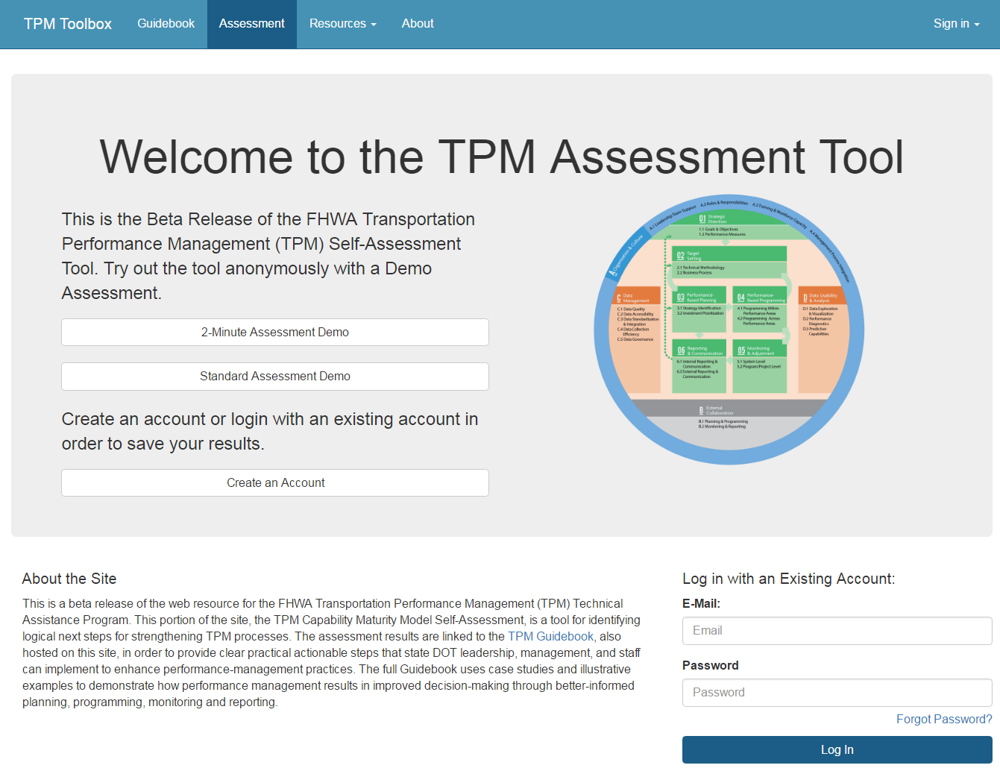 TPM Toolbox Guidebook Assessment Resources About Sign in
Welcome to the TPM Assessment Tool
This is the Beta Release of the FHWA Transportation
Performance Management (TPM) Self-Assessment
Tool. Try out the tool anonymously with a Demo
Assessment.
2-Minute Assessment Demo
Standard Assessment Demo
Create an account or login with an existing account in
order to save your results.
Create an Account
A Organization & Culture
A.1 Leadership Team Support
A.2 Roles & Responsibilities
A.3 Training & Workforce Capacity
A.4 Management Process Integration
01 Strategic
Direction
1.1 Goals & Objectives
1.2 Performance Measures
02 Target
Setting
2.1 Technical Methodology
2.2 Business Process
C Data
Management
C.1 Data Quality
C.2 Data Accessibility
C.3 Data Standardization
& Integration
C.4 Data Collection
Efficiency
C.5 Data Governance
03 Performance-
Based Planning
3.1 Strategy Identification
3.2 Investment Prioritization
04 Performance-
Based Programming
4.1 Programming Within
Performance Areas
4.2 Programming Across
Performance Areas
D Data Usability
& Analysis
D.1 Data Exploration
& Visualization
D.2 Performance
Diagnostics
D.3 Predictive
Capabilities
06 Reporting
& Communication
6.1 Internal Reporting &
Communication
6.2 External Reporting &
Communication
05 Monitoring
& Adjustment
5.1 System Level
5.2 Program/Project Level
B External
Collaboration
B.1 Planning & Programming
B.2 Monitoring & Reporting
About the Site
This is a beta release of the web resource for the FHWA Transportation Performance Management (TPM) Technical
Assistance Program. This portion of the site, the TPM Capability Maturity Model Self-Assessment, is a tool for identifying
logical next steps for strengthening TPM processes. The assessment results are linked to the TPM Guidebook, also
hosted on this site, in order to provide clear practical actionable steps that state DOT leadership, management, and staff
can implement to enhance performance-management practices. The full Guidebook uses case studies and illustrative
examples to demonstrate how performance management results in improved decision-making through better-informed
planning, programming, monitoring and reporting.
Log in with an Existing Account:
E-Mail:
Email
Password
Password
Forgot Password?
Log In